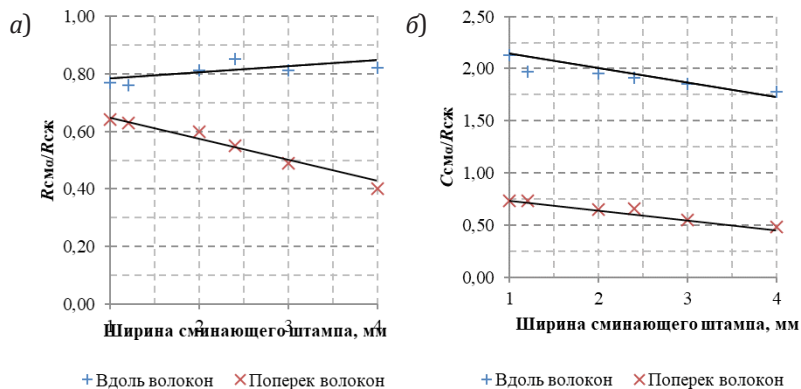 а)
Rсмα/Rсж
1,00
0,80
0,60
0,40
0,20
0,00
1 2 3 4
Ширина сминающего штампа, мм
Вдоль волокон Поперек волокон
б)
Cсмα/Rсж
2,50
2,00
1,50
1,00
0,50
0,00
1 2 3 4
Ширина сминающего штампа, мм
Вдоль волокон Поперек волокон